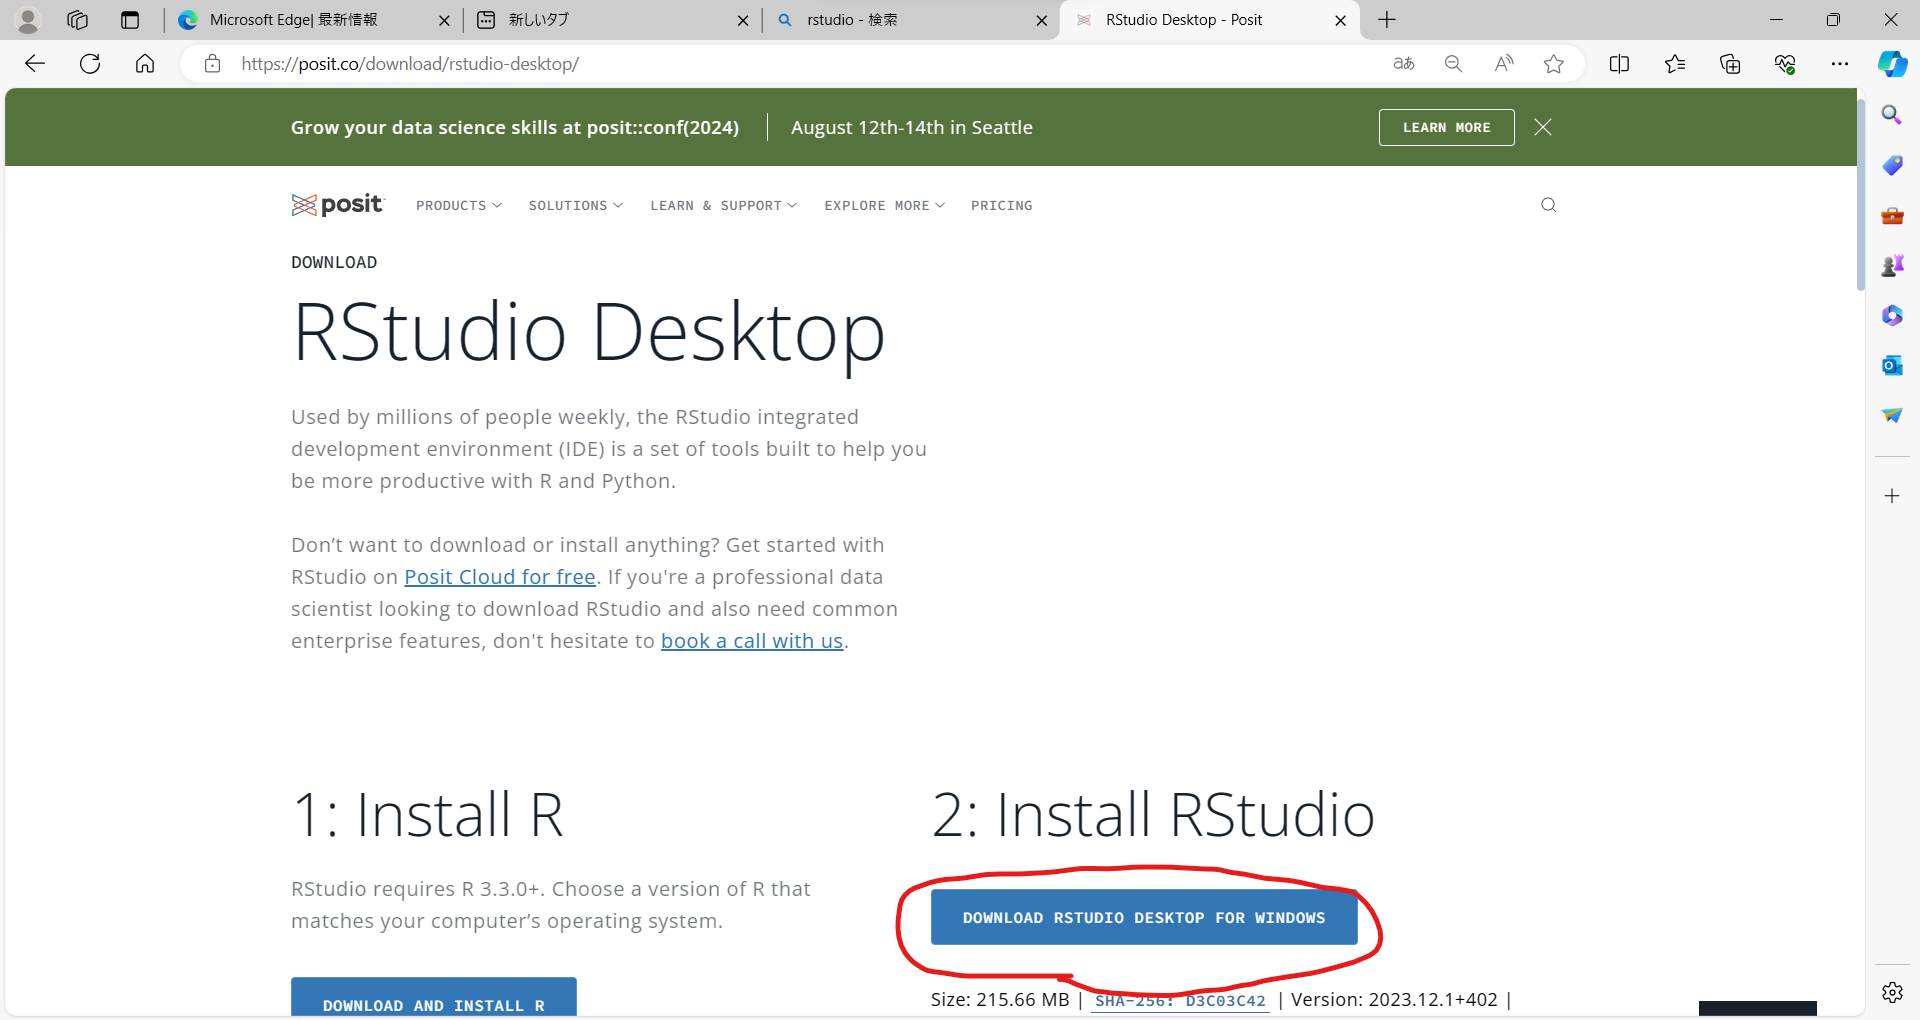 Microsoft Edge| 最新情報
新しいタブ
rstudio - 検索
RStudio Desktop - Posit
https://posit.co/download/rstudio-desktop/
aあ
Grow your data science skills at posit::conf(2024)
August 12th-14th in Seattle
LEARN MORE
posit
PRODUCTS
SOLUTIONS
LEARN & SUPPORT
EXPLORE MORE
PRICING
DOWNLOAD
RStudio Desktop
Used by millions of people weekly, the RStudio integrated
development environment (IDE) is a set of tools built to help you
be more productive with R and Python.
Don’t want to download or install anything? Get started with
RStudio on Posit Cloud for free. If you're a professional data
scientist looking to download RStudio and also need common
enterprise features, don't hesitate to book a call with us.
1: Install R
RStudio requires R 3.3.0+. Choose a version of R that
matches your computer’s operating system.
DOWNLOAD AND INSTALL R
2: Install RStudio
DOWNLOAD RSTUDIO DESKTOP FOR WINDOWS
Size: 215.66 MB | SHA-256: D3C03C42 | Version: 2023.12.1+402 |